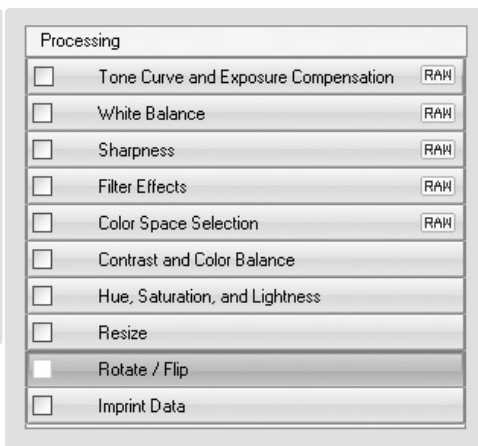 Processing
Tone Curve and Exposure Compensation RAW
White Balance RAW
Sharpness RAW
Filter Effects RAW
Color Space Selection RAW
Contrast and Color Balance
Hue, Saturation, and Lightness
Resize
Rotate / Flip
Imprint Data